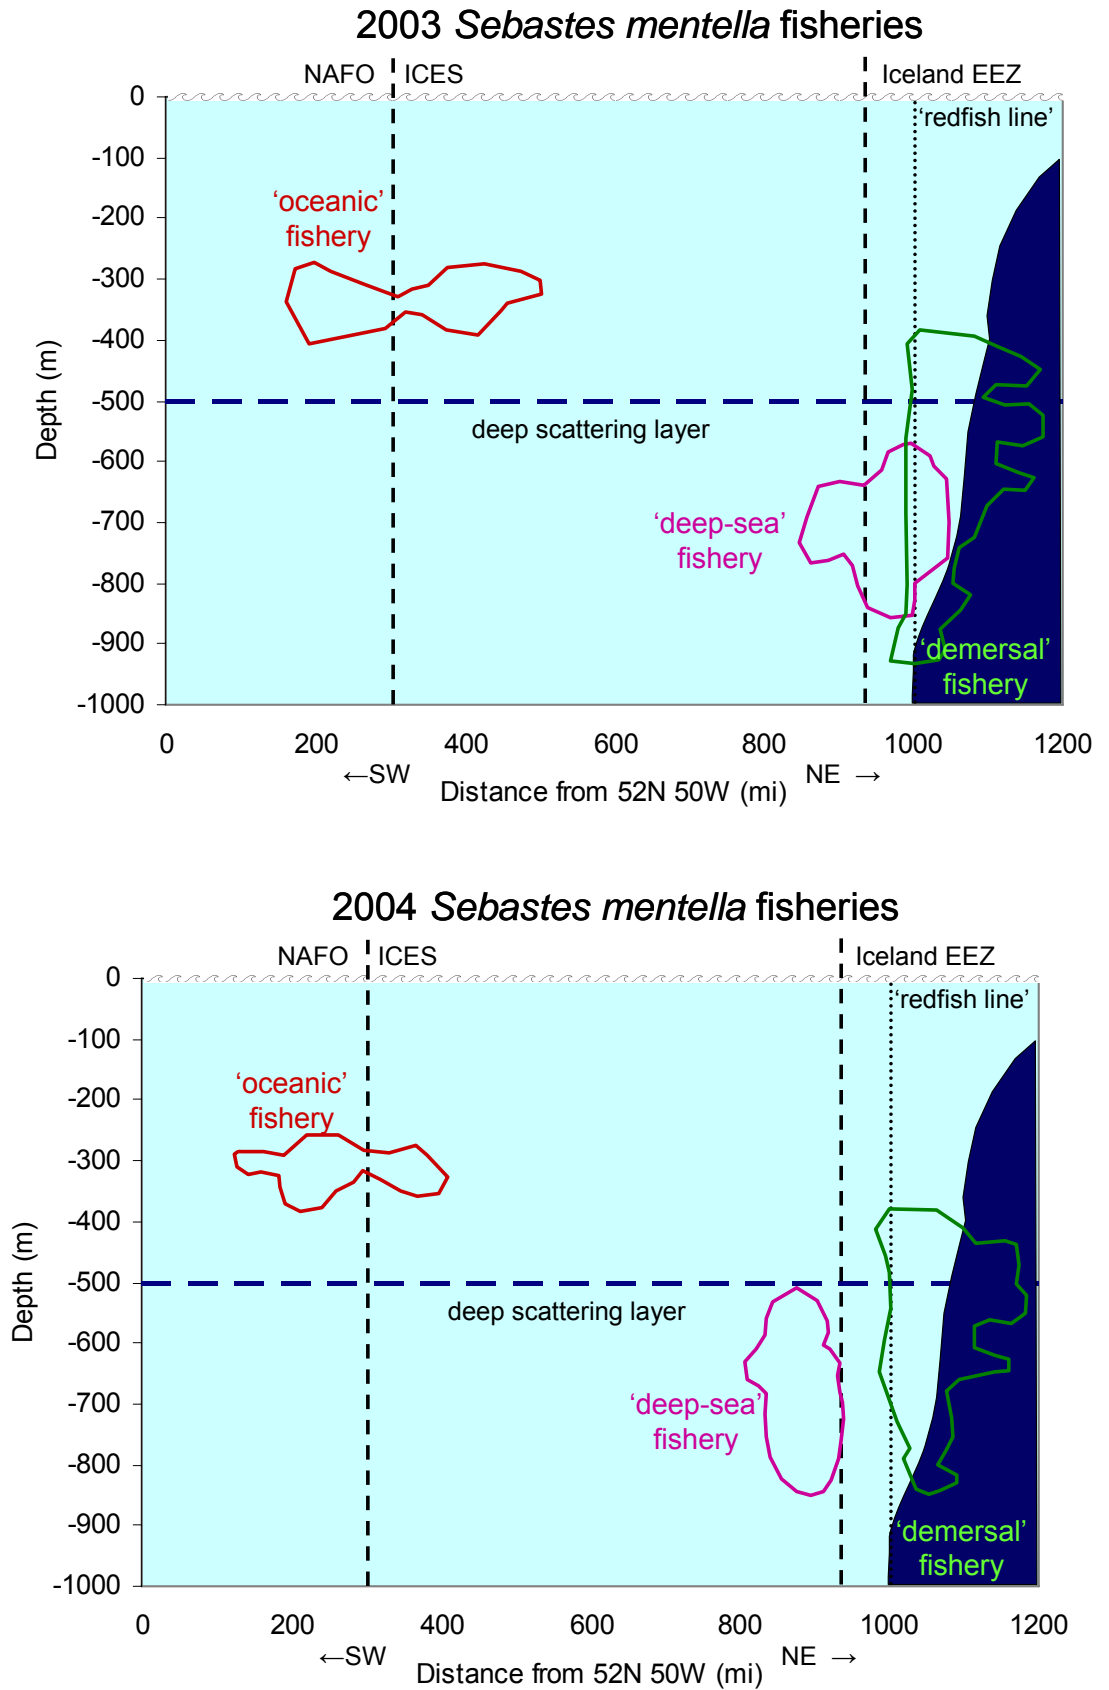 2003 Sebastes mentella fisheries
NAFO ICES Iceland EEZ
0
'redfish line'
-100
'oceanic'
fishery
-200
-300
-400
-500
deep scattering layer
-600
'deep-sea'
fishery
-700
-800
-900
'demersal'
fishery
-1000
Depth (m)
0 200 400 600 800 1000 1200
←SW NE →
Distance from 52N 50W (mi)
2004 Sebastes mentella fisheries
NAFO ICES Iceland EEZ
0
'redfish line'
-100
'oceanic'
fishery
-200
-300
-400
-500
deep scattering layer
-600
'deep-sea'
fishery
-700
-800
-900
'demersal'
fishery
-1000
Depth (m)
0 200 400 600 800 1000 1200
←SW NE →
Distance from 52N 50W (mi)